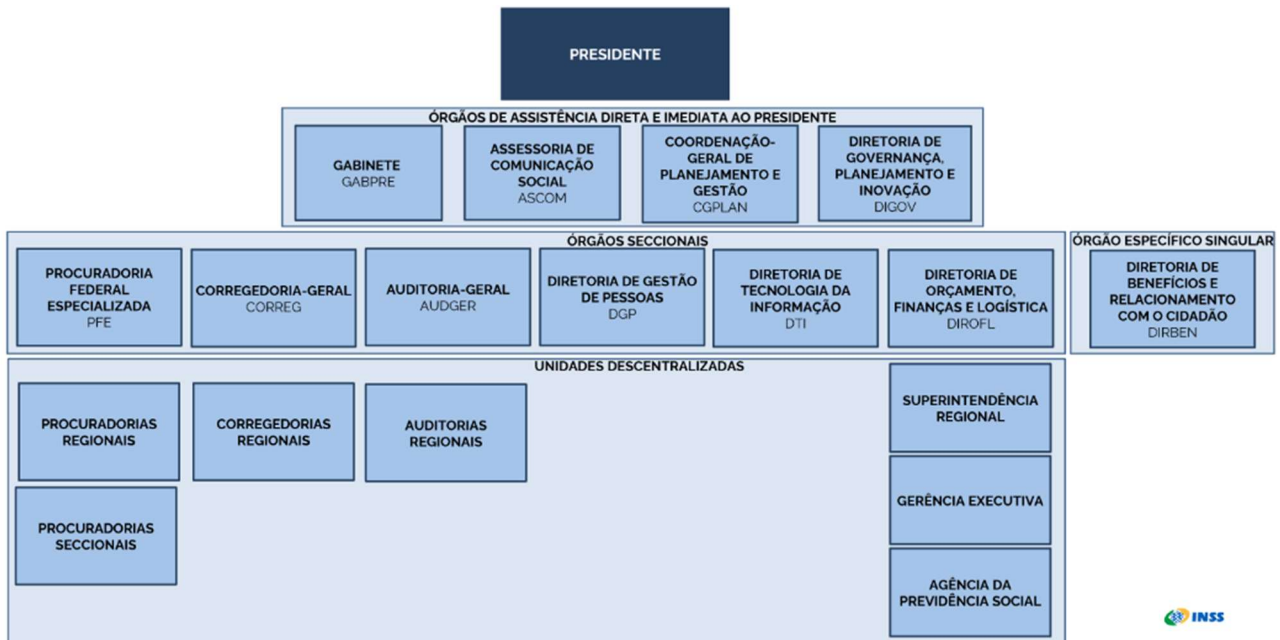 PRESIDENTE
ÓRGÃOS DE ASSISTÊNCIA DIRETA E IMEDIATA AO PRESIDENTE
GABINETE
GABPRE
ASSESSORIA DE
COMUNICAÇÃO
SOCIAL
ASCOM
COORDENAÇÃO-
GERAL DE
PLANEJAMENTO E
GESTÃO
CGPLAN
DIRETORIA DE
GOVERNANÇA,
PLANEJAMENTO E
INOVAÇÃO
DIGOV
ÓRGÃOS SECCIONAIS
PROCURADORIA
FEDERAL
ESPECIALIZADA
PFE
CORREGEDORIA-GERAL
CORREG
AUDITORIA-GERAL
AUDGER
DIRETORIA DE GESTÃO
DE PESSOAS
DGP
DIRETORIA DE
TECNOLOGIA DA
INFORMAÇÃO
DTI
DIRETORIA DE
ORÇAMENTO,
FINANÇAS E LOGÍSTICA
DIROFL
ÓRGÃO ESPECÍFICO SINGULAR
DIRETORIA DE
BENEFÍCIOS E
RELACIONAMENTO
COM O CIDADÃO
DIRBEN
UNIDADES DESCENTRALIZADAS
PROCURADORIAS
REGIONAIS
CORREGEDORIAS
REGIONAIS
AUDITORIAS
REGIONAIS
SUPERINTENDÊNCIA
REGIONAL
PROCURADORIAS
SECCIONAIS
GERÊNCIA EXECUTIVA
AGÊNCIA DA
PREVIDÊNCIA SOCIAL
INSS